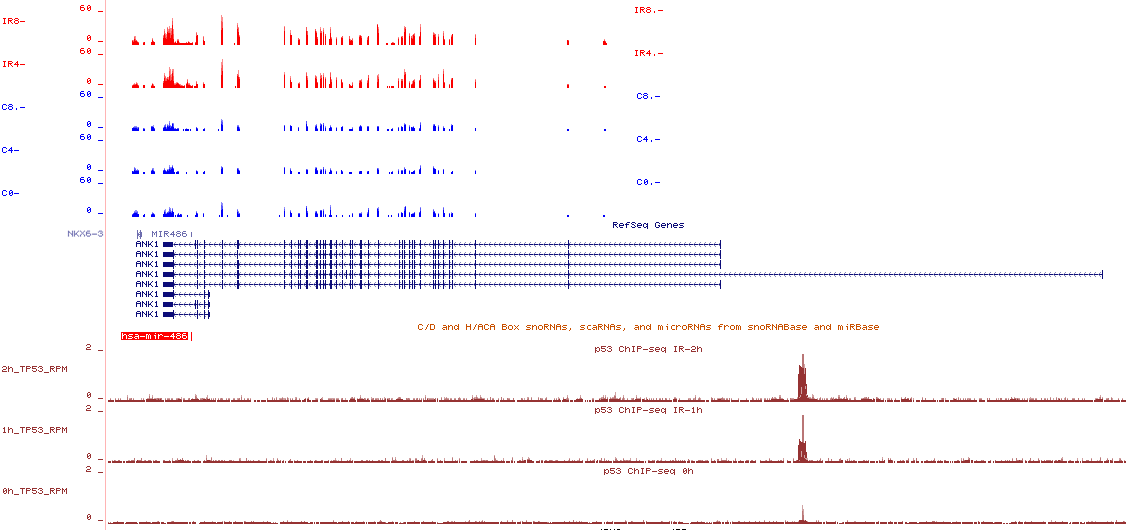 60
IR8-
IR8.-
0
60
IR4-
IR4.-
0
60
C8.-
C8.-
0
60
C4-
C4.-
0
60
C0-
C0.-
0
RefSeq Genes
NKX6-3
MIR486
ANK1
ANK1
ANK1
ANK1
ANK1
ANK1
ANK1
ANK1
C/D and H/ACA Box snoRNAs, scaRNAs, and microRNAs from snoRNABase and miRBase
hsa-mir-486
2
p53 ChIP-seq IR-2h
2h_TP53_RPM
0
2
p53 ChIP-seq IR-1h
1h_TP53_RPM
0
2
p53 ChIP-seq 0h
0h_TP53_RPM
0